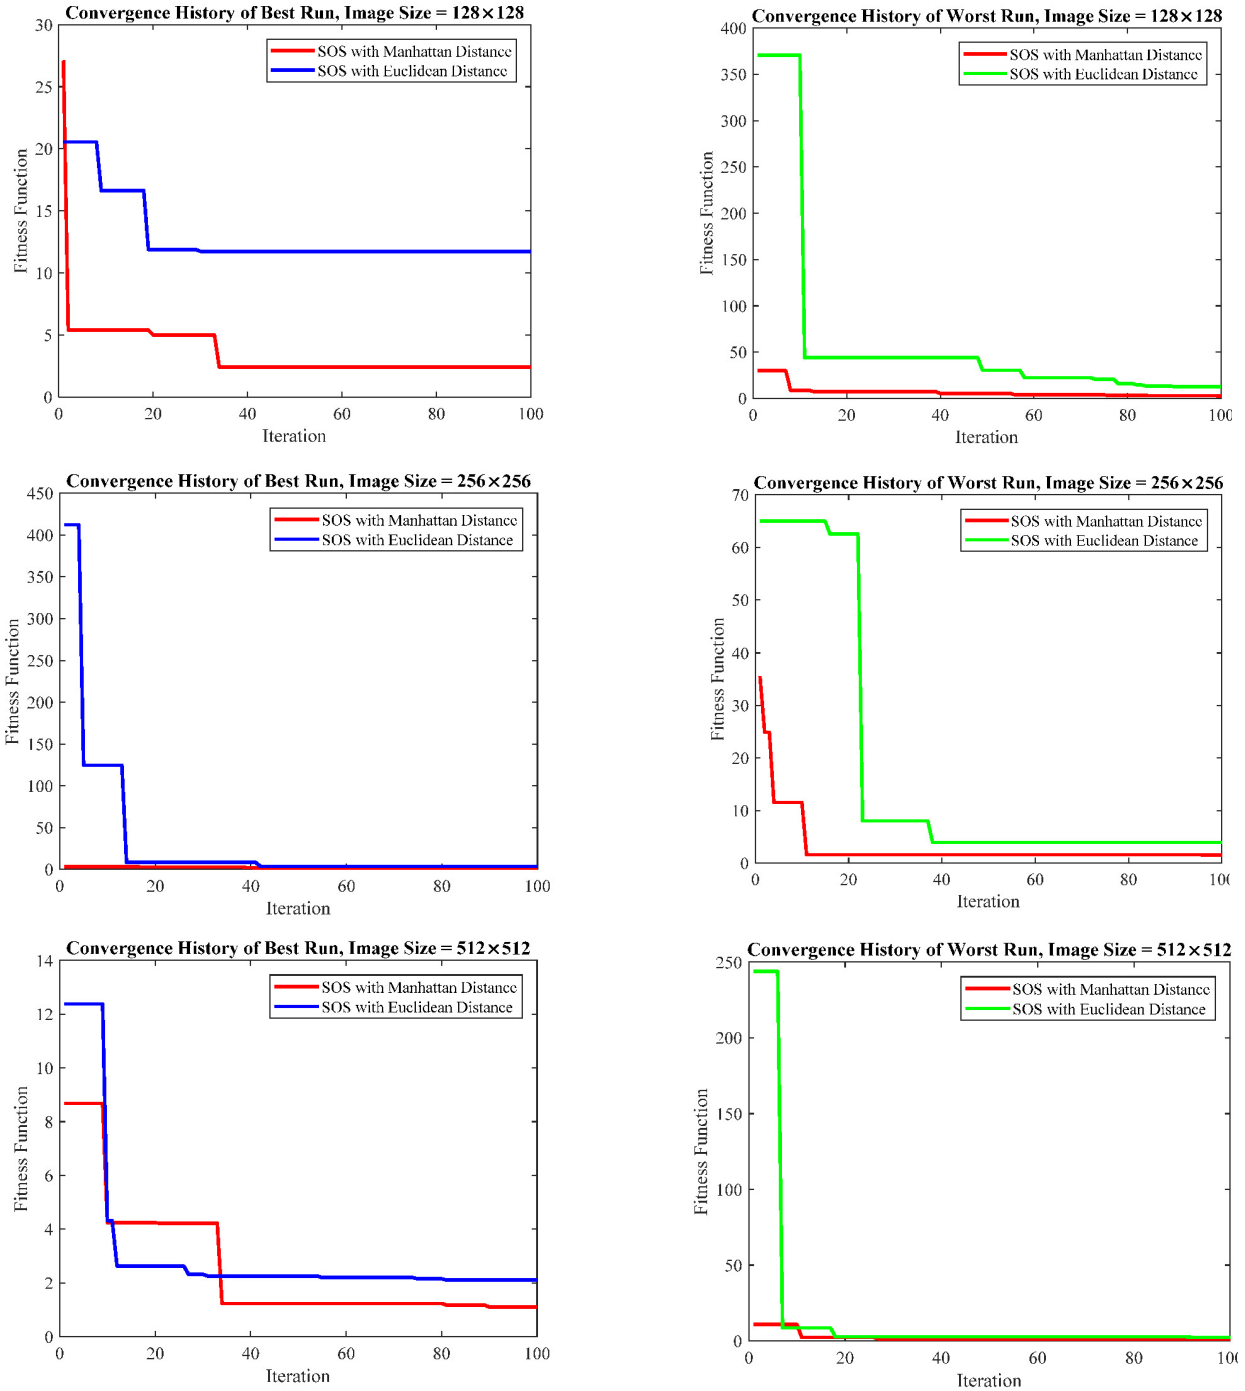 Convergence History of Best Run, Image Size = 128×128
SOS with Manhattan Distance
SOS with Euclidean Distance
Fitness Function
30
25
20
15
10
5
0
0 20 40 60 80 100
Iteration
Convergence History of Worst Run, Image Size = 128×128
SOS with Manhattan Distance
SOS with Euclidean Distance
Fitness Function
400
350
300
250
200
150
100
50
0
0 20 40 60 80 100
Iteration
Convergence History of Best Run, Image Size = 256×256
SOS with Manhattan Distance
SOS with Euclidean Distance
Fitness Function
450
400
350
300
250
200
150
100
50
0
0 20 40 60 80 100
Iteration
Convergence History of Worst Run, Image Size = 256×256
SOS with Manhattan Distance
SOS with Euclidean Distance
Fitness Function
70
60
50
40
30
20
10
0
0 20 40 60 80 100
Iteration
Convergence History of Best Run, Image Size = 512×512
SOS with Manhattan Distance
SOS with Euclidean Distance
Fitness Function
14
12
10
8
6
4
2
0
0 20 40 60 80 100
Iteration
Convergence History of Worst Run, Image Size = 512×512
SOS with Manhattan Distance
SOS with Euclidean Distance
Fitness Function
250
200
150
100
50
0
0 20 40 60 80 100
Iteration